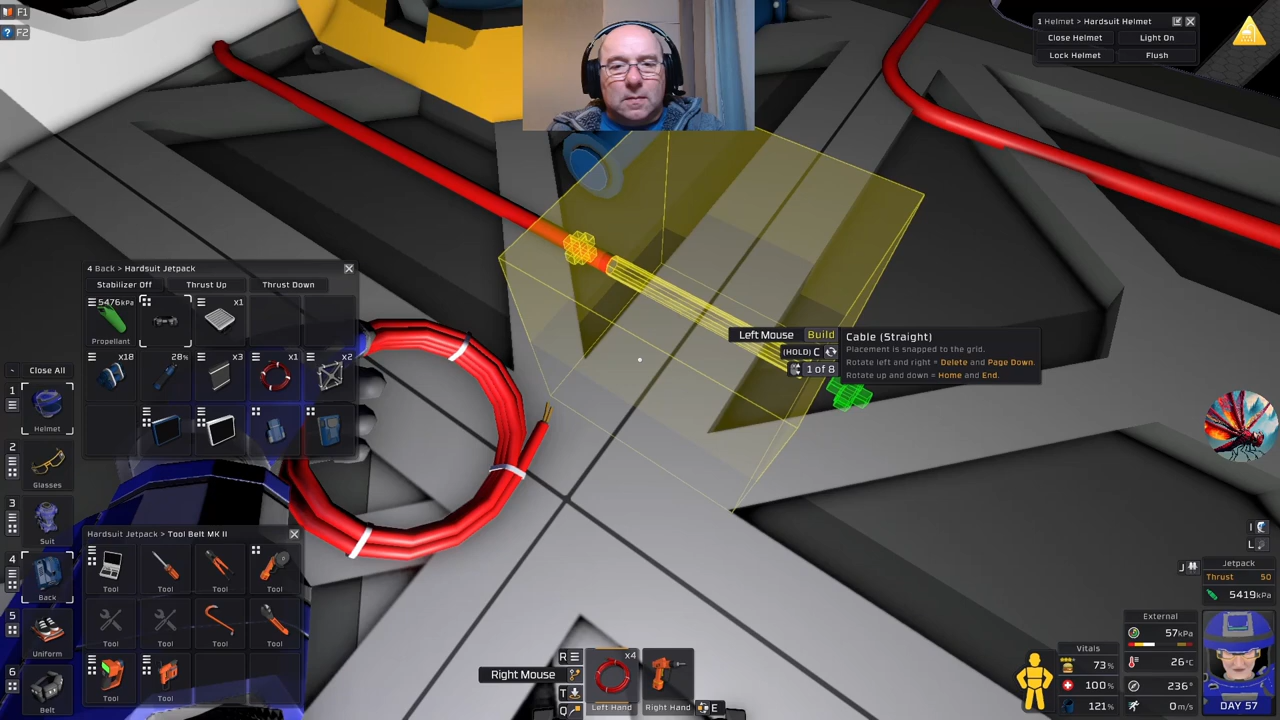 F1
F2
1 Helmet > Hardsuit Helmet
Close Helmet
Light On
Lock Helmet
Flush
4 Back > Hardsuit Jetpack
Stabilizer Off
Thrust Up
Thrust Down
5476kPa
Propellant
x1
x18
28%
x3
x1
x2
~
Close All
1
Helmet
2
Glasses
3
Suit
4
Back
5
Uniform
6
Belt
Left Mouse
Build
(HOLD) C
1 of 8
Cable (Straight)
Placement is snapped to the grid.
Rotate left and right = Delete and Page Down.
Rotate up and down = Home and End.
Hardsuit Jetpack > Tool Belt MK II
Tool
Tool
Tool
Tool
Tool
Tool
Tool
Tool
Tool
Tool
Right Mouse
R
T
Q
x4
Left Hand
Right Hand
E
I
L
J
Jetpack
Thrust 50
5419kPa
External
57kPa
26°C
236°
0m/s
Vitals
73%
100%
121%
DAY 57